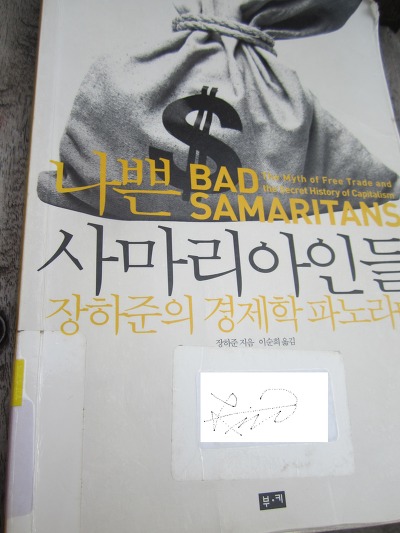 나쁜 BAD
The Myth of Free Trade and
the Secret History of Capitalism
SAMARITANS
사마리아인들
장하준의 경제학 파노라
장하준 지음 이순희 옮김
부·키